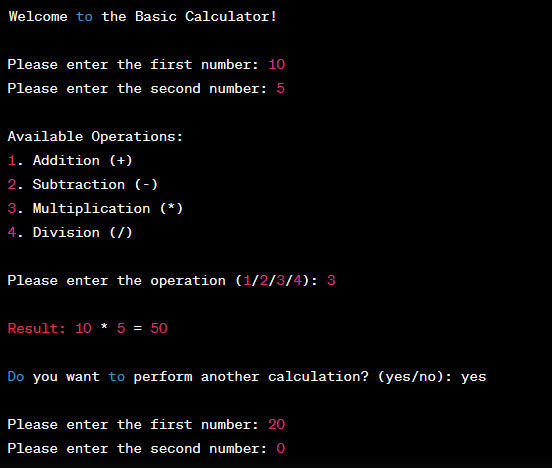 Welcome to the Basic Calculator!
Please enter the first number: 10
Please enter the second number: 5
Available Operations:
1. Addition (+)
2. Subtraction (-)
3. Multiplication (*)
4. Division (/)
Please enter the operation (1/2/3/4): 3
Result: 10 * 5 = 50
Do you want to perform another calculation? (yes/no): yes
Please enter the first number: 20
Please enter the second number: 0